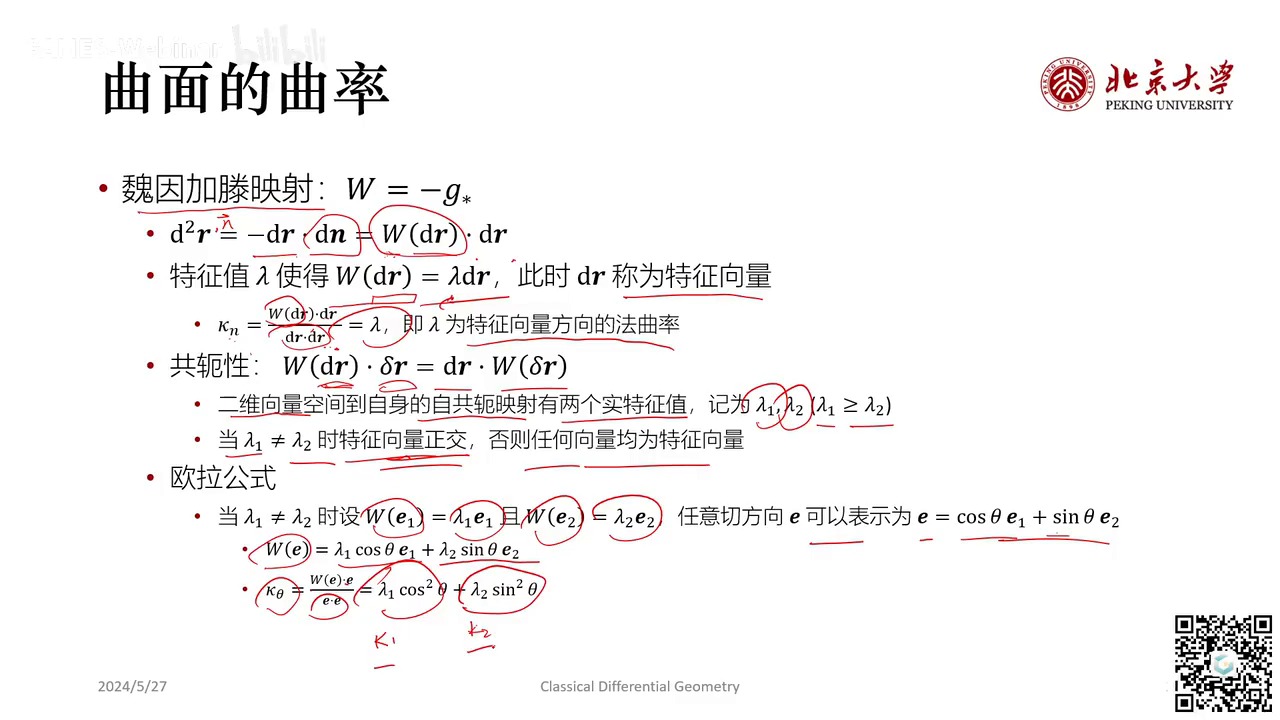 bilibili
曲面的曲率
北京大学
PEKING UNIVERSITY
1898
• 魏因加滕映射：W = −g∗
• d²r = −dr · dn = W(dr) · dr
n
• 特征值 λ 使得 W(dr) = λdr，此时 dr 称为特征向量
• κₙ = W(dr)·dr / dr·dr = λ，即 λ 为特征向量方向的法曲率
• 共轭性：W(dr) · δr = dr · W(δr)
• 二维向量空间到自身的自共轭映射有两个实特征值，记为 λ₁, λ₂ (λ₁ ≥ λ₂)
• 当 λ₁ ≠ λ₂ 时特征向量正交，否则任何向量均为特征向量
• 欧拉公式
• 当 λ₁ ≠ λ₂ 时设 W(e₁) = λ₁e₁ 且 W(e₂) = λ₂e₂，任意切方向 e 可以表示为 e = cos θ e₁ + sin θ e₂
• W(e) = λ₁ cos θ e₁ + λ₂ sin θ e₂
• κ_θ = W(e)·e / e·e = λ₁ cos² θ + λ₂ sin² θ
K₁ K₂
2024/5/27
Classical Differential Geometry